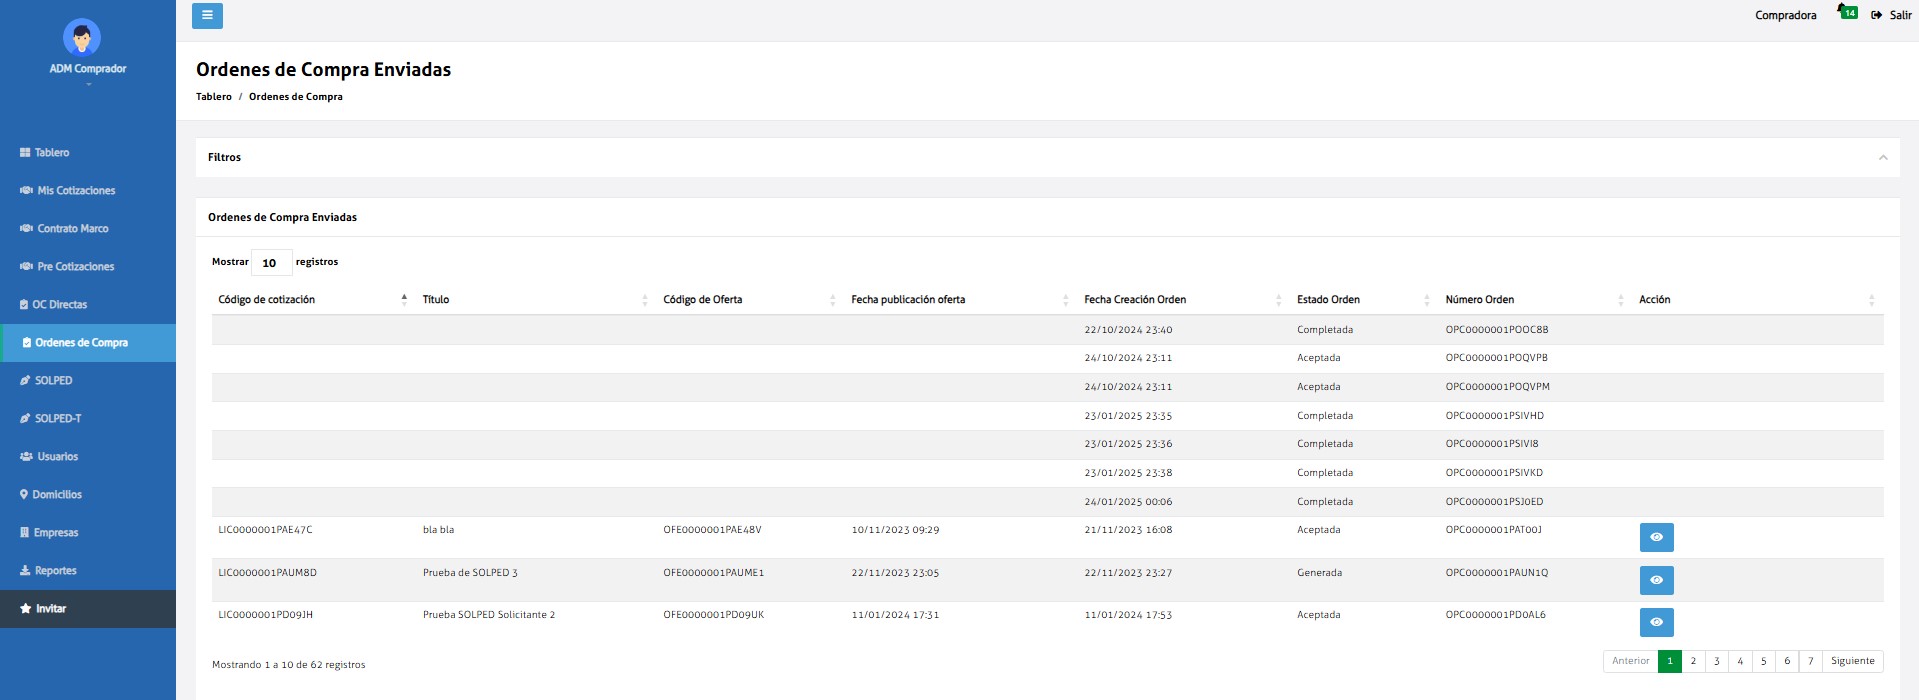 Compradora 14 Salir
ADM Comprador
Ordenes de Compra Enviadas
Tablero / Ordenes de Compra
Tablero
Mis Cotizaciones
Contrato Marco
Pre Cotizaciones
OC Directas
Ordenes de Compra
SOLPED
SOLPED-T
Usuarios
Domicilios
Empresas
Reportes
Invitar
Filtros
Ordenes de Compra Enviadas
Mostrar 10 registros
Código de cotización Título Código de Oferta Fecha publicación oferta Fecha Creación Orden Estado Orden Número Orden Acción
22/10/2024 23:40 Completada OPC0000001POOC8B
24/10/2024 23:11 Aceptada OPC0000001POQVPB
24/10/2024 23:11 Aceptada OPC0000001POQVPM
23/01/2025 23:35 Completada OPC0000001PSIVHD
23/01/2025 23:36 Completada OPC0000001PSIVI8
23/01/2025 23:38 Completada OPC0000001PSIVKD
24/01/2025 00:06 Completada OPC0000001PSJ0ED
LIC0000001PAE47C bla bla OFE0000001PAE48V 10/11/2023 09:29 21/11/2023 16:08 Aceptada OPC0000001PAT00J
LIC0000001PAUM8D Prueba de SOLPED 3 OFE0000001PAUME1 22/11/2023 23:05 22/11/2023 23:27 Generada OPC0000001PAUN1Q
LIC0000001PD09JH Prueba SOLPED Solicitante 2 OFE0000001PD09UK 11/01/2024 17:31 11/01/2024 17:53 Aceptada OPC0000001PD0AL6
Mostrando 1 a 10 de 62 registros
Anterior 1 2 3 4 5 6 7 Siguiente